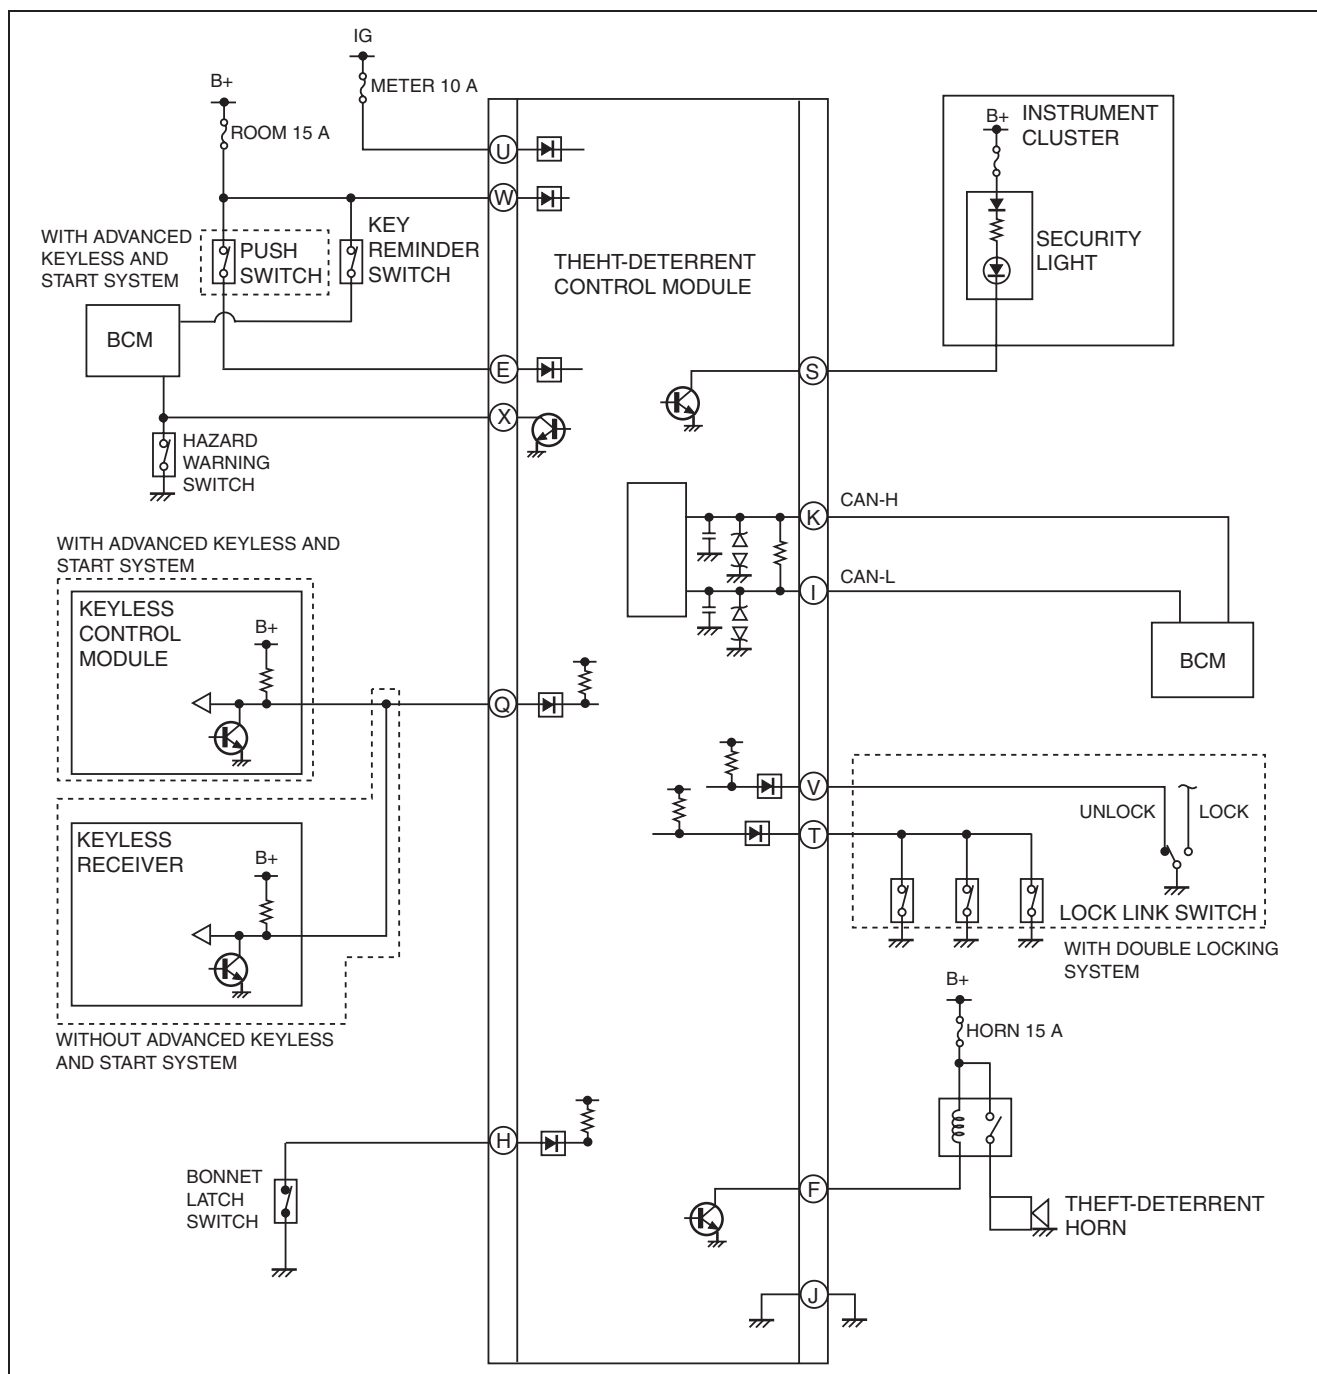 IG
METER 10 A
B+
ROOM 15 A
U
W
WITH ADVANCED
KEYLESS AND
START SYSTEM
PUSH
SWITCH
KEY
REMINDER
SWITCH
BCM
E
X
HAZARD
WARNING
SWITCH
THEHT-DETERRENT
CONTROL MODULE
B+
INSTRUMENT
CLUSTER
SECURITY
LIGHT
S
K
CAN-H
I
CAN-L
BCM
WITH ADVANCED KEYLESS AND
START SYSTEM
KEYLESS
CONTROL
MODULE
B+
Q
KEYLESS
RECEIVER
B+
WITHOUT ADVANCED KEYLESS
AND START SYSTEM
V
T
UNLOCK
LOCK
LOCK LINK SWITCH
WITH DOUBLE LOCKING
SYSTEM
B+
HORN 15 A
H
BONNET
LATCH
SWITCH
F
THEFT-DETERRENT
HORN
J